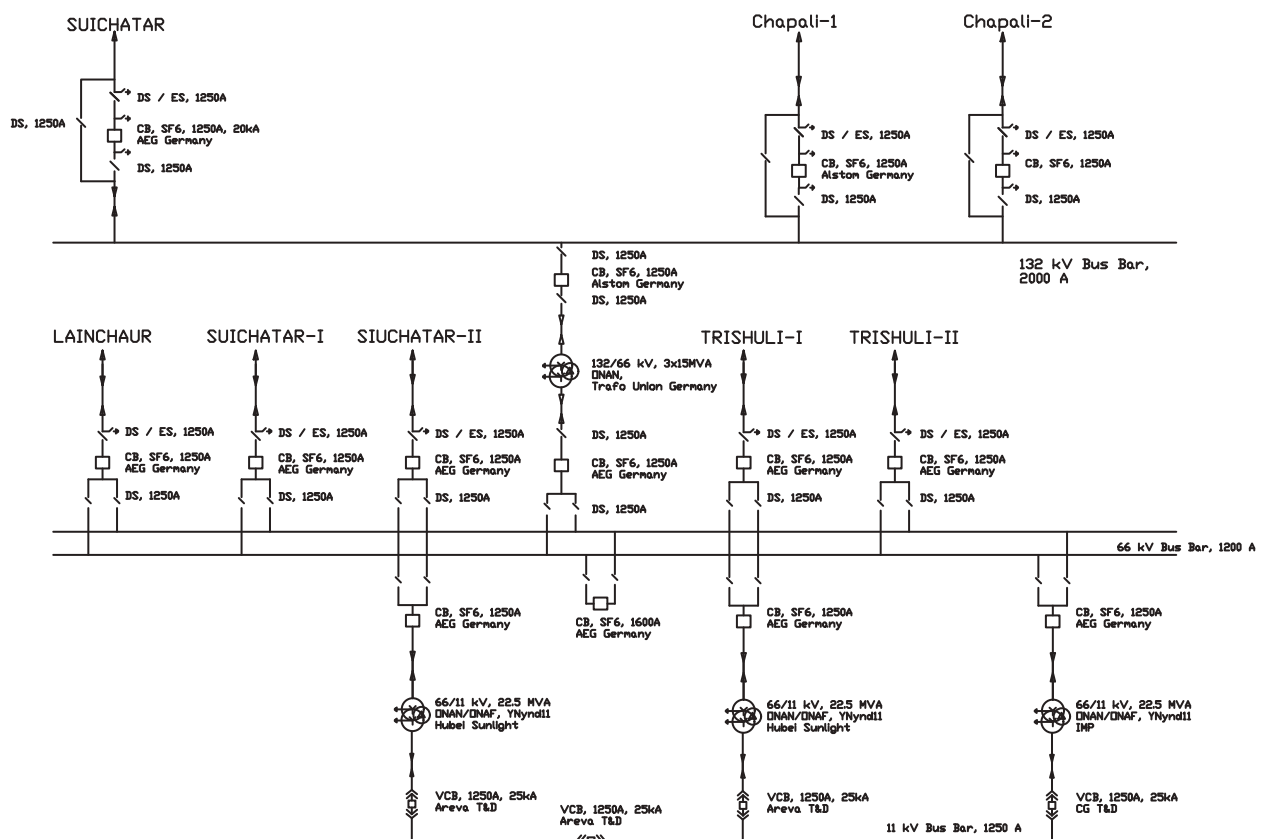 SUICHATAR
Chapali-1
Chapali-2
DS / ES, 1250A
DS, 1250A
CB, SF6, 1250A, 20kA
AEG Germany
DS, 1250A
DS / ES, 1250A
CB, SF6, 1250A
Alstom Germany
DS, 1250A
DS / ES, 1250A
CB, SF6, 1250A
DS, 1250A
132 kV Bus Bar,
2000 A
DS, 1250A
CB, SF6, 1250A
Alstom Germany
DS, 1250A
132/66 kV, 3x15MVA
ONAN,
Trafo Union Germany
DS, 1250A
CB, SF6, 1250A
AEG Germany
DS, 1250A
LAINCHAUR
DS / ES, 1250A
CB, SF6, 1250A
AEG Germany
DS, 1250A
SUICHATAR-I
DS / ES, 1250A
CB, SF6, 1250A
AEG Germany
DS, 1250A
SIUCHATAR-II
DS / ES, 1250A
CB, SF6, 1250A
AEG Germany
DS, 1250A
TRISHULI-I
DS / ES, 1250A
CB, SF6, 1250A
AEG Germany
DS, 1250A
TRISHULI-II
DS / ES, 1250A
CB, SF6, 1250A
AEG Germany
DS, 1250A
66 kV Bus Bar, 1200 A
CB, SF6, 1250A
AEG Germany
CB, SF6, 1600A
AEG Germany
CB, SF6, 1250A
AEG Germany
CB, SF6, 1250A
AEG Germany
66/11 kV, 22.5 MVA
ONAN/ONAF, YNynd11
Hubei Sunlight
66/11 kV, 22.5 MVA
ONAN/ONAF, YNynd11
Hubei Sunlight
66/11 kV, 22.5 MVA
ONAN/ONAF, YNynd11
IMP
VCB, 1250A, 25kA
Areva T&D
VCB, 1250A, 25kA
Areva T&D
VCB, 1250A, 25kA
Areva T&D
VCB, 1250A, 25kA
CG T&D
11 kV Bus Bar, 1250 A